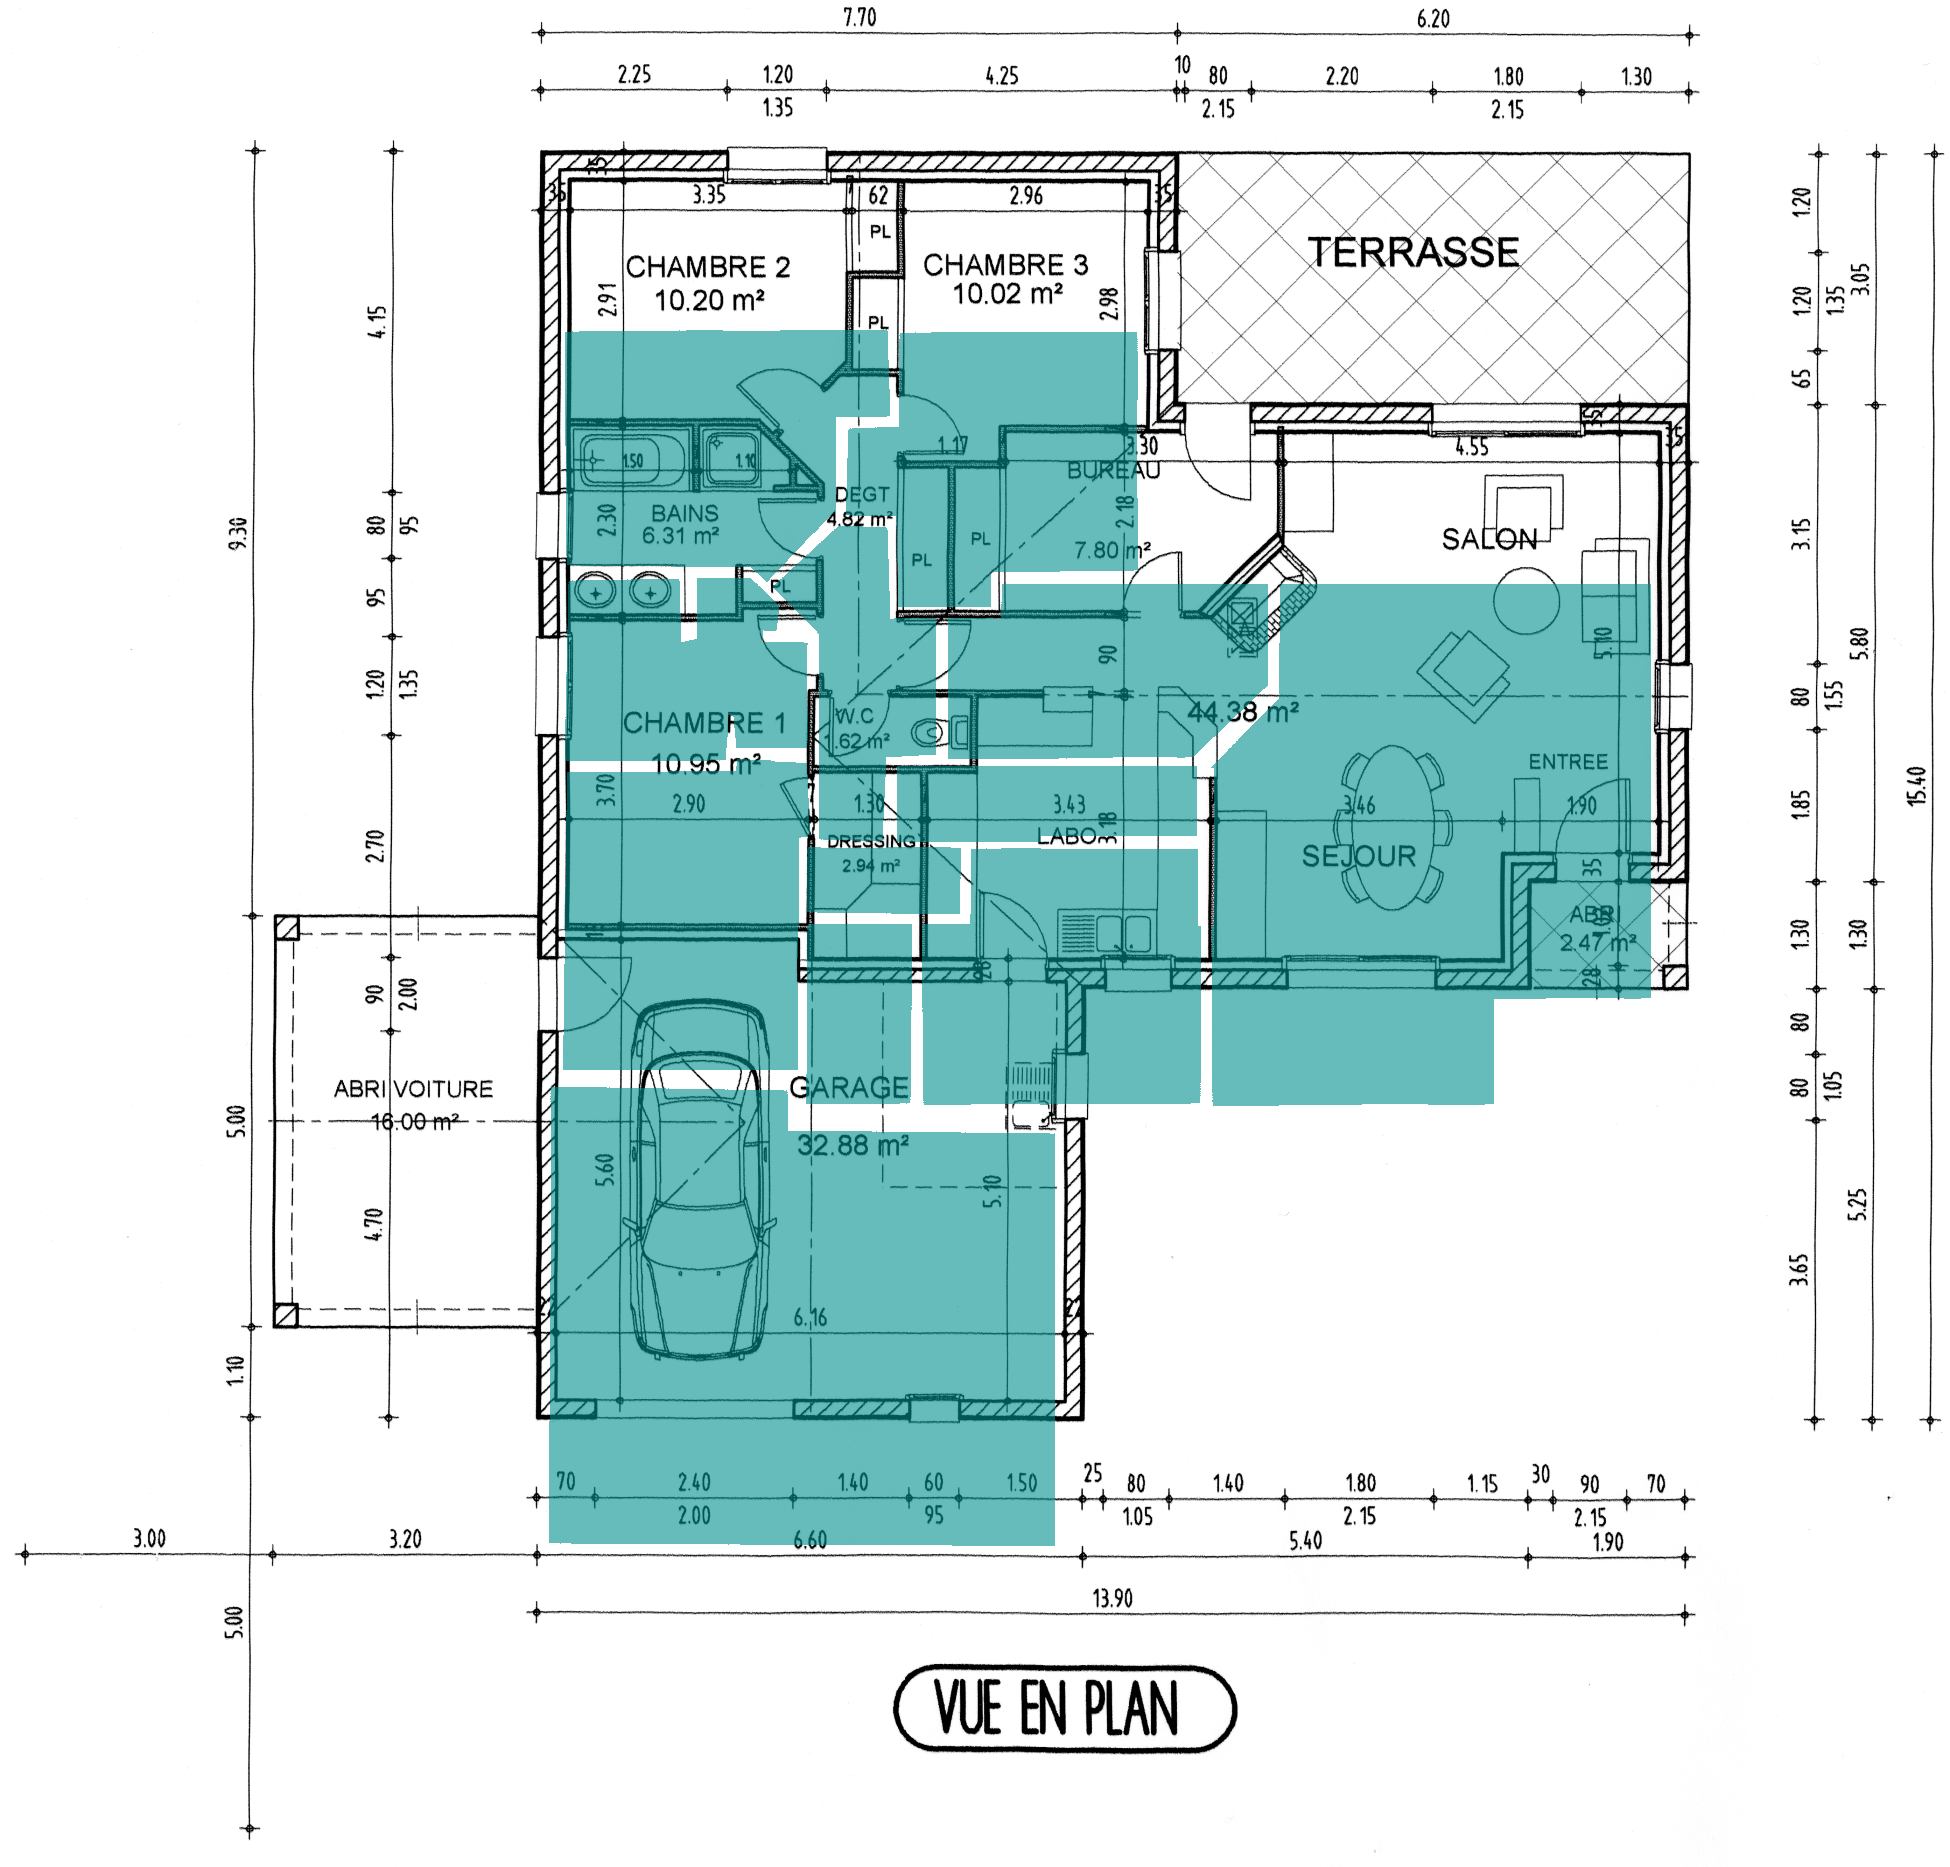 7.70 6.20
2.25 1.20 4.25 10 80 2.20 1.80 1.30
1.35 2.15 2.15
35
35 3.35 62 2.96 35
PL
CHAMBRE 2
10.20 m²
CHAMBRE 3
10.02 m²
TERRASSE
2.91 PL 2.98
4.15
1.20
1.20 1.35
65
3.05
35
1.17 3.30 4.55 35
1.50 1.10
BUREAU
DEGT
4.82 m²
BAINS
6.31 m²
2.30
2.18
7.80 m²
SALON
9.30
80 95
3.15
PL PL
95 PL
90
5.10
5.80
1.20 1.35
80 1.55
CHAMBRE 1
10.95 m²
W.C
1.62 m²
44.38 m²
ENTREE
15.40
3.70
2.90 1.30 3.43 3.46 1.90
1.85
2.70
DRESSING
2.94 m²
LABO
3.18
SEJOUR
35
ABRI
2.47 m²
1.00
28
1.30 1.30
13
28
90 2.00
80
ABRI VOITURE
16.00 m²
GARAGE
32.88 m²
80 1.05
5.00
5.60
5.10
4.70
5.25
3.65
6.16
1.10
70 2.40 1.40 60 1.50 25 80 1.40 1.80 1.15 30 90 70
2.00 95 1.05 2.15 2.15
3.00 3.20 6.60 5.40 1.90
13.90
5.00
VUE EN PLAN